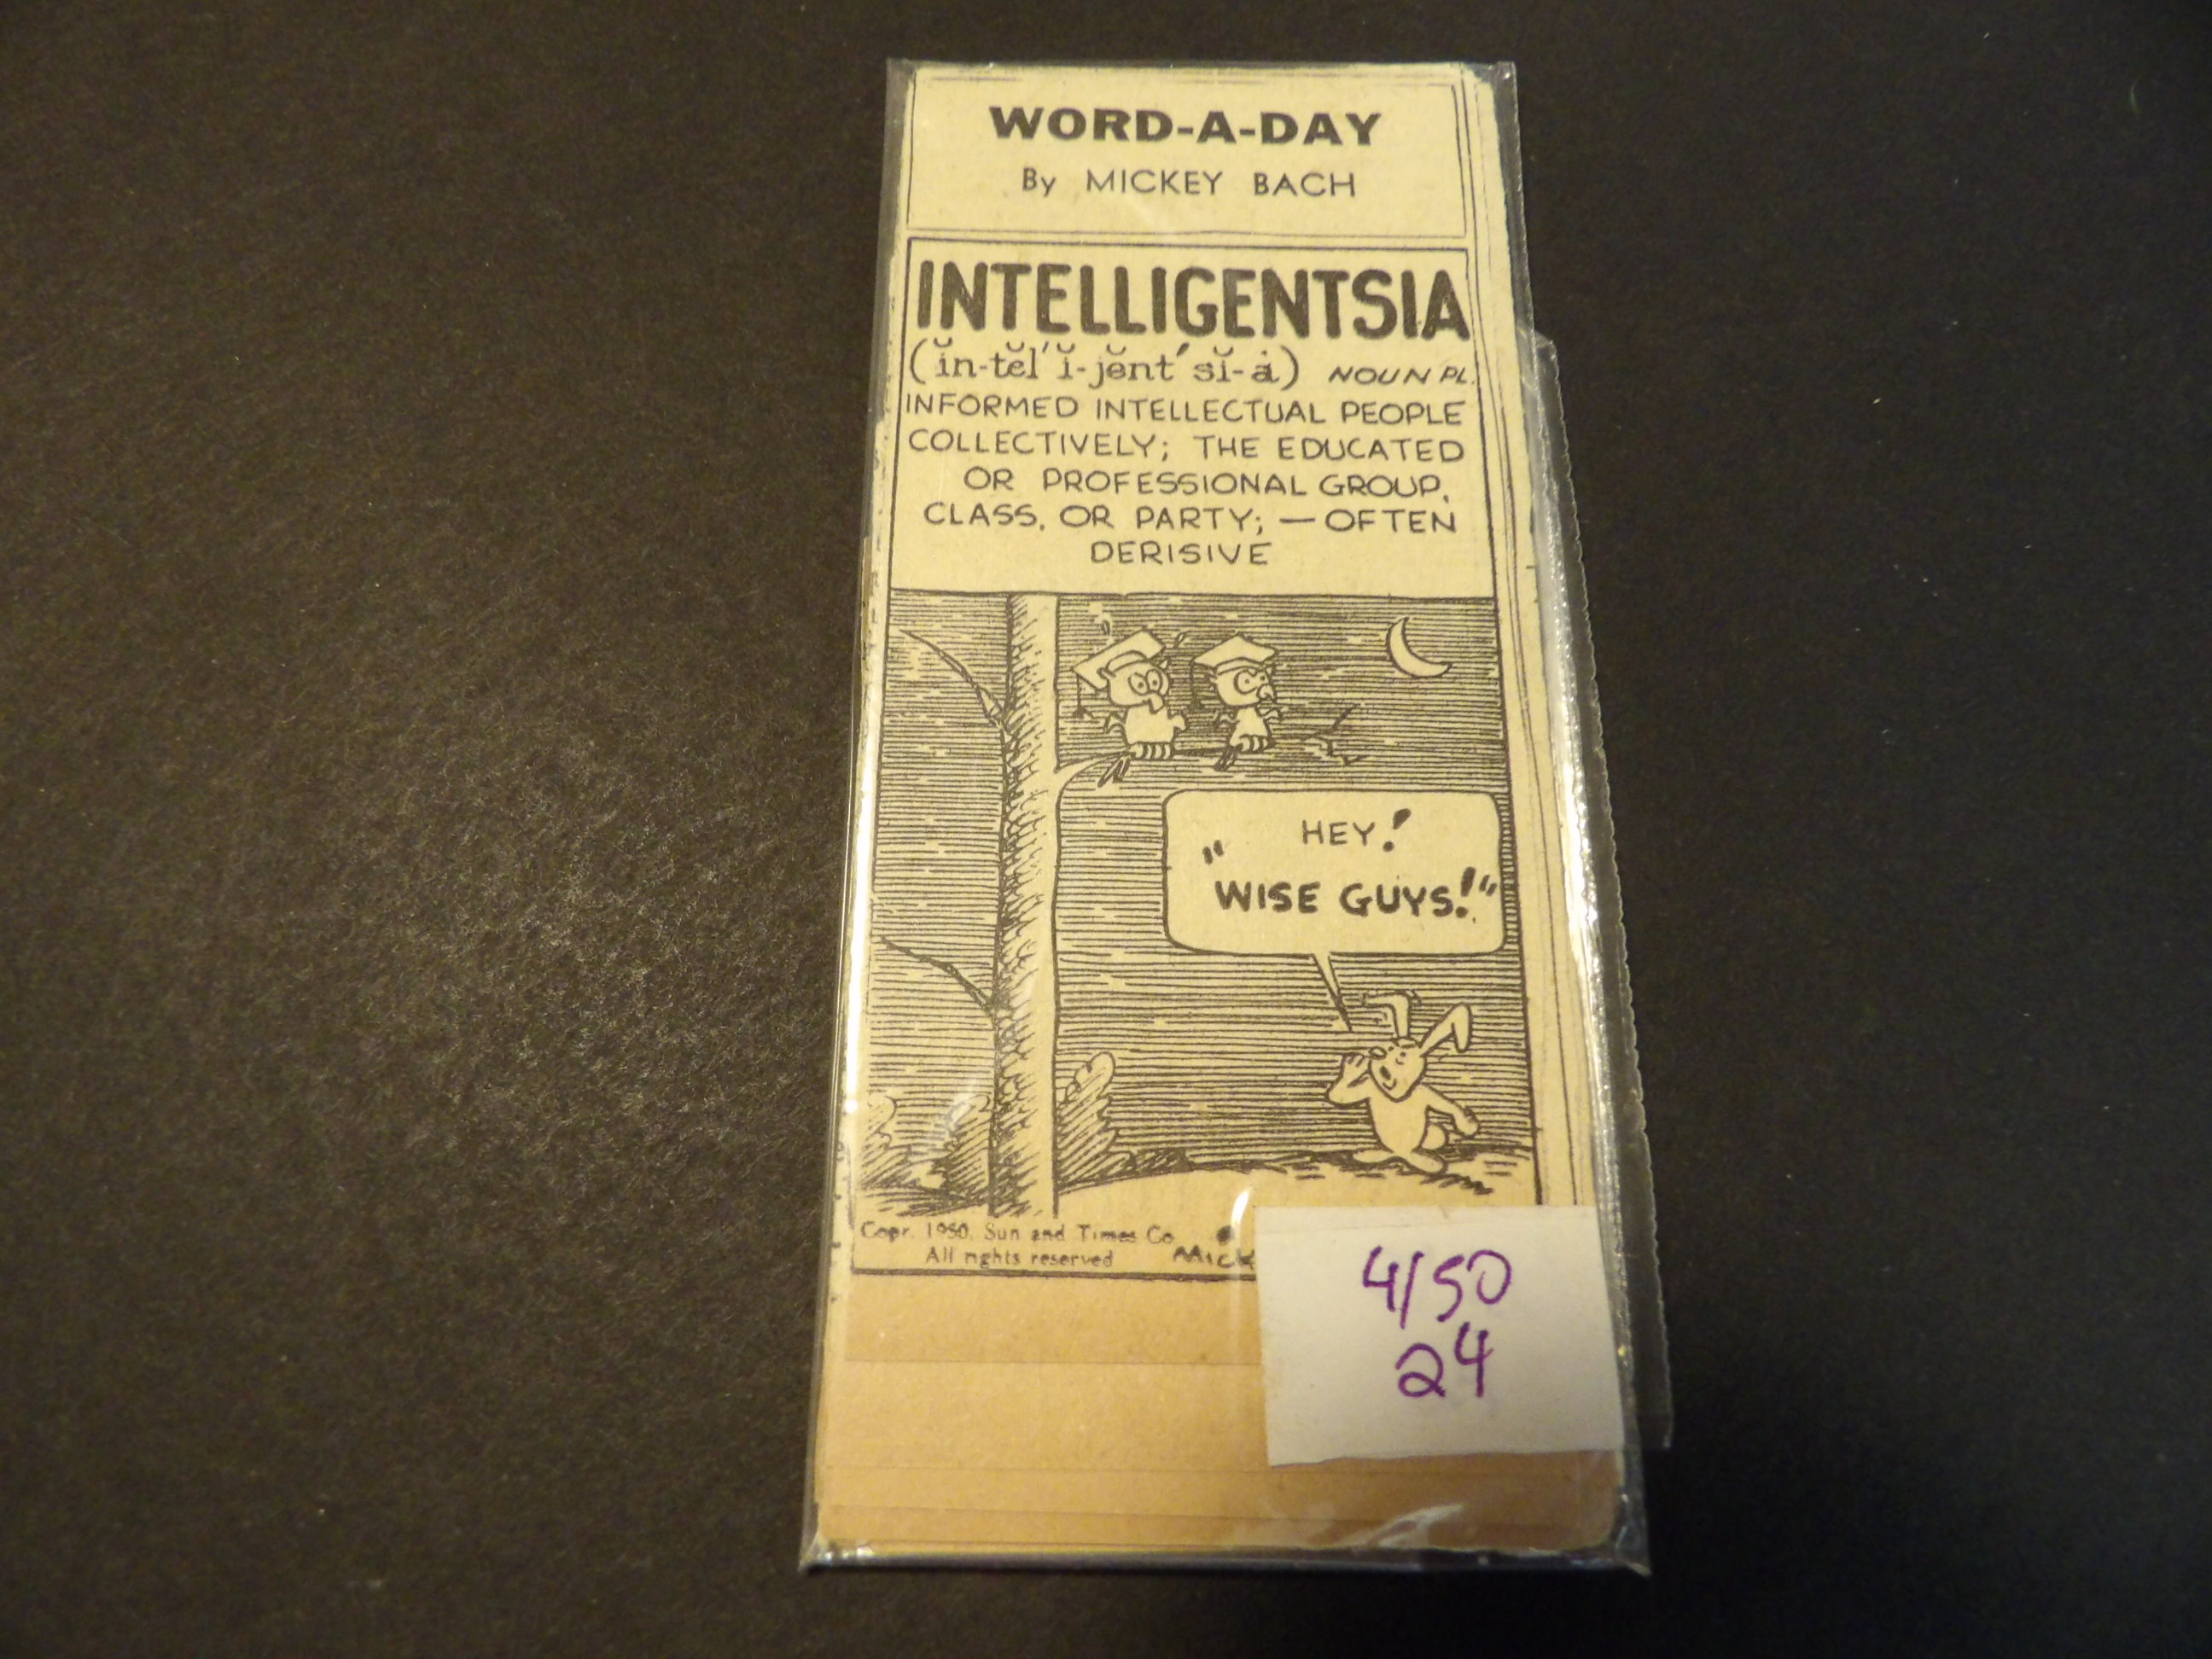 WORD-A-DAY
By MICKEY BACH
INTELLIGENTSIA
(ĭn-tĕl′ĭ-jĕnt′sĭ-ȧ) NOUN PL.
INFORMED INTELLECTUAL PEOPLE
COLLECTIVELY; THE EDUCATED
OR PROFESSIONAL GROUP,
CLASS, OR PARTY; — OFTEN
DERISIVE
HEY!
"WISE GUYS!"
Copr. 1950, Sun and Times Co.
All rights reserved
4/50
24